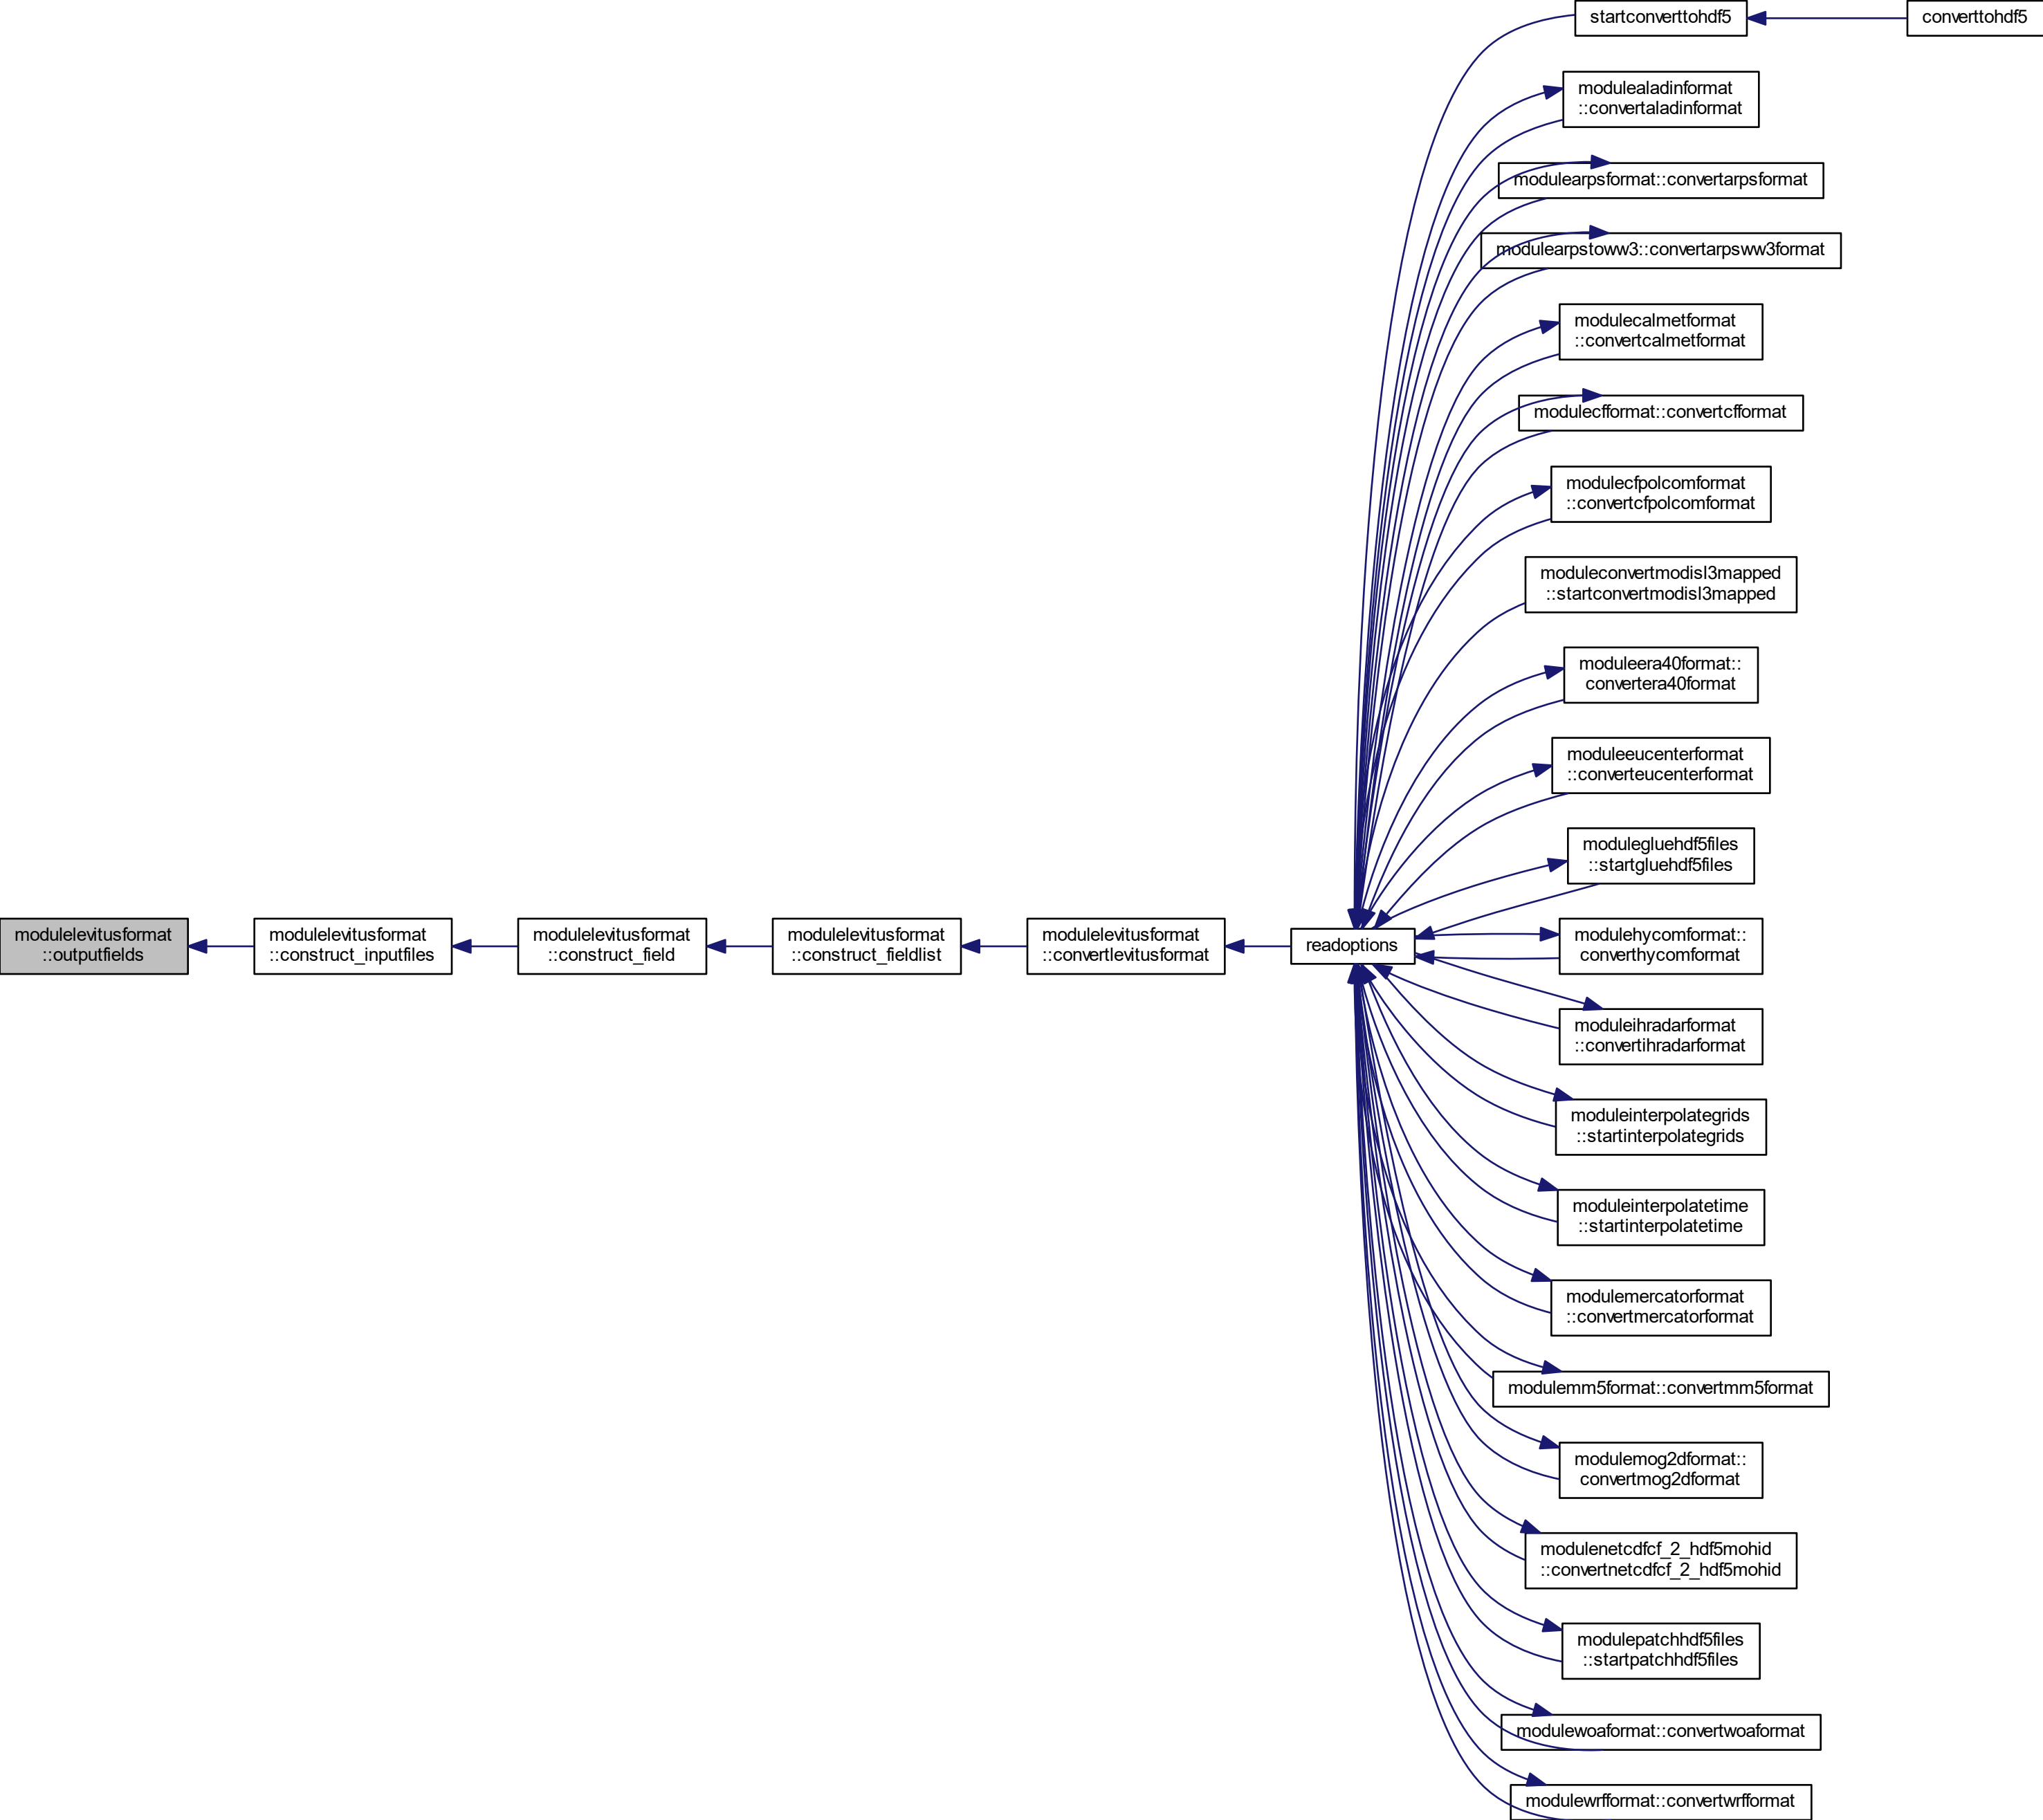 startconverttohdf5
converttohdf5
modulealadinformat
::convertaladinformat
modulearpsformat::convertarpsformat
modulearpstoww3::convertarpsww3format
modulecalmetformat
::convertcalmetformat
modulecfformat::convertcfformat
modulecfpolcomformat
::convertcfpolcomformat
moduleconvertmodisl3mapped
::startconvertmodisl3mapped
moduleera40format::
convertera40format
moduleeucenterformat
::converteucenterformat
modulegluehdf5files
::startgluehdf5files
modulelevitusformat
::outputfields
modulelevitusformat
::construct_inputfiles
modulelevitusformat
::construct_field
modulelevitusformat
::construct_fieldlist
modulelevitusformat
::convertlevitusformat
readoptions
modulehycomformat::
converthycomformat
moduleihradarformat
::convertihradarformat
moduleinterpolategrids
::startinterpolategrids
moduleinterpolatetime
::startinterpolatetime
modulemercatorformat
::convertmercatorformat
modulemm5format::convertmm5format
modulemog2dformat::
convertmog2dformat
modulenetcdfcf_2_hdf5mohid
::convertnetcdfcf_2_hdf5mohid
modulepatchhdf5files
::startpatchhdf5files
modulewoaformat::convertwoaformat
modulewrfformat::convertwrfformat